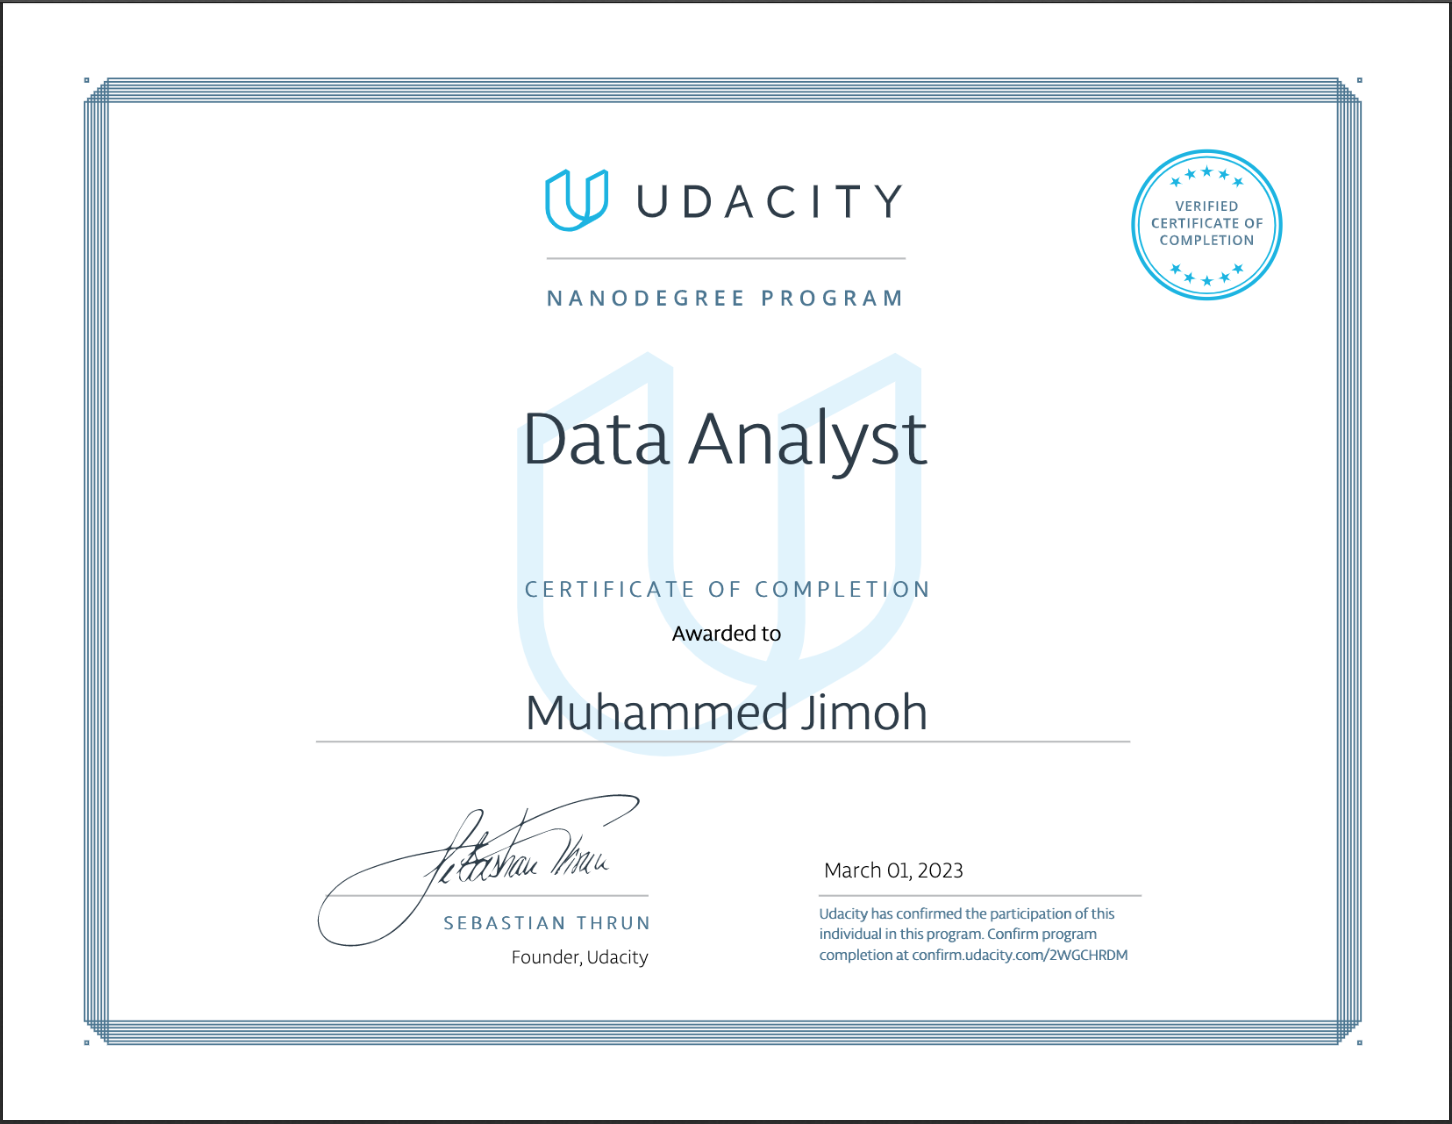 UDACITY
VERIFIED
CERTIFICATE OF
COMPLETION
NANODEGREE PROGRAM
Data Analyst
CERTIFICATE OF COMPLETION
Awarded to
Muhammed Jimoh
Sebastian Thrun
SEBASTIAN THRUN
Founder, Udacity
March 01, 2023
Udacity has confirmed the participation of this
individual in this program. Confirm program
completion at confirm.udacity.com/2WGCHRDM